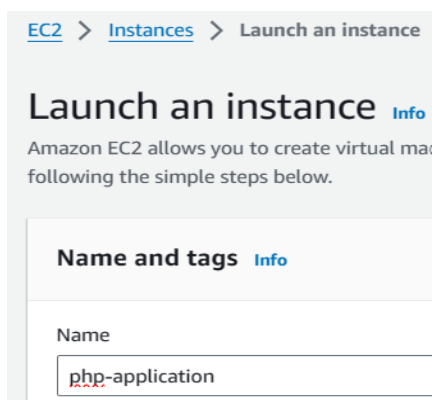 EC2 > Instances > Launch an instance
Launch an instance Info
Amazon EC2 allows you to create virtual
following the simple steps below.
Name and tags Info
Name
php-application